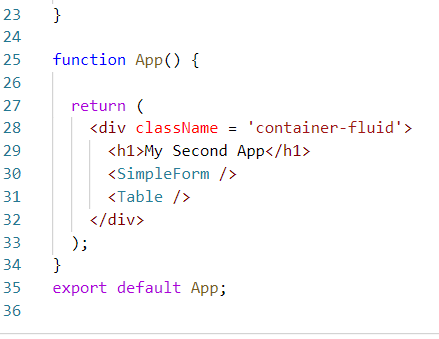 23 }
24
25 function App() {
26
27 return (
28 <div className = 'container-fluid'>
29 <h1>My Second App</h1>
30 <SimpleForm />
31 <Table />
32 </div>
33 );
34 }
35 export default App;
36